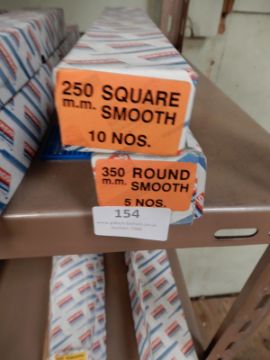 250 SQUARE
m.m. SMOOTH
10 NOS.
350 ROUND
m.m. SMOOTH
5 NOS.
154